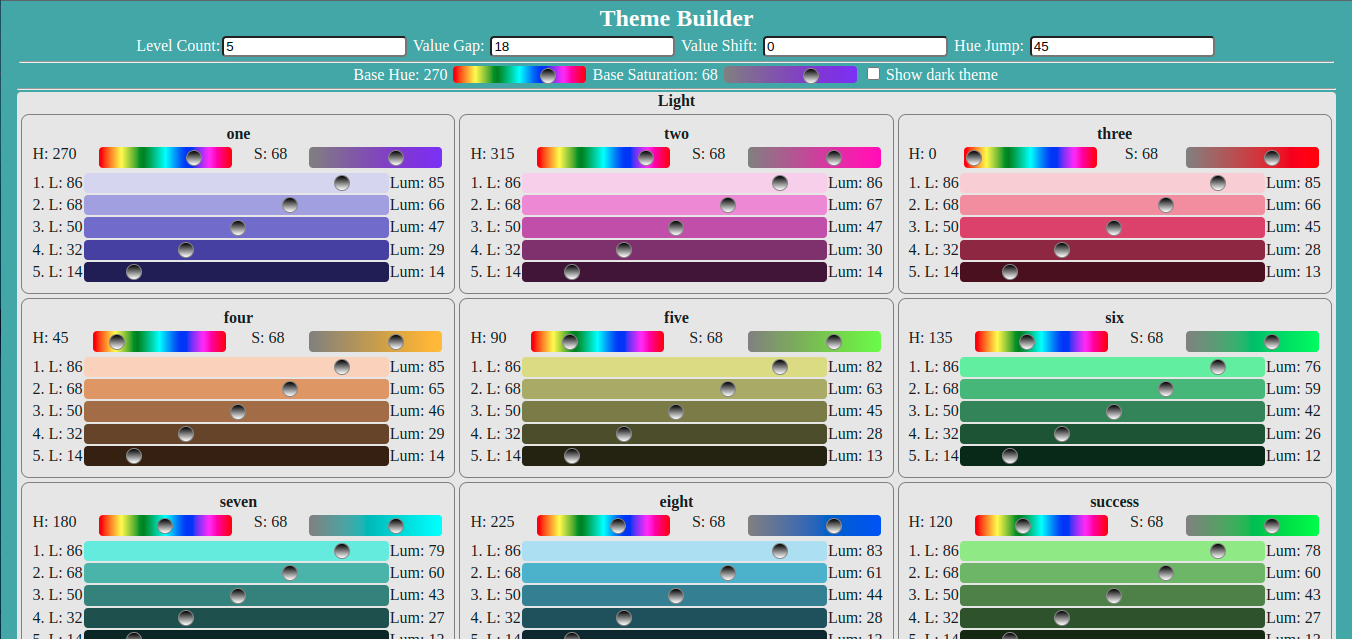 Theme Builder
Level Count: 5 Value Gap: 18 Value Shift: 0 Hue Jump: 45
Base Hue: 270 Base Saturation: 68 Show dark theme
Light
one two three
H: 270 S: 68 H: 315 S: 68 H: 0 S: 68
1. L: 86 Lum: 85 1. L: 86 Lum: 86 1. L: 86 Lum: 85
2. L: 68 Lum: 66 2. L: 68 Lum: 67 2. L: 68 Lum: 66
3. L: 50 Lum: 47 3. L: 50 Lum: 47 3. L: 50 Lum: 45
4. L: 32 Lum: 29 4. L: 32 Lum: 30 4. L: 32 Lum: 28
5. L: 14 Lum: 14 5. L: 14 Lum: 14 5. L: 14 Lum: 13
four five six
H: 45 S: 68 H: 90 S: 68 H: 135 S: 68
1. L: 86 Lum: 85 1. L: 86 Lum: 82 1. L: 86 Lum: 76
2. L: 68 Lum: 65 2. L: 68 Lum: 63 2. L: 68 Lum: 59
3. L: 50 Lum: 46 3. L: 50 Lum: 45 3. L: 50 Lum: 42
4. L: 32 Lum: 29 4. L: 32 Lum: 28 4. L: 32 Lum: 26
5. L: 14 Lum: 14 5. L: 14 Lum: 13 5. L: 14 Lum: 12
seven eight success
H: 180 S: 68 H: 225 S: 68 H: 120 S: 68
1. L: 86 Lum: 79 1. L: 86 Lum: 83 1. L: 86 Lum: 78
2. L: 68 Lum: 60 2. L: 68 Lum: 61 2. L: 68 Lum: 60
3. L: 50 Lum: 43 3. L: 50 Lum: 44 3. L: 50 Lum: 43
4. L: 32 Lum: 27 4. L: 32 Lum: 28 4. L: 32 Lum: 27
5. L: 14 Lum: 5. L: 14 Lum: 5. L: 14 Lum: